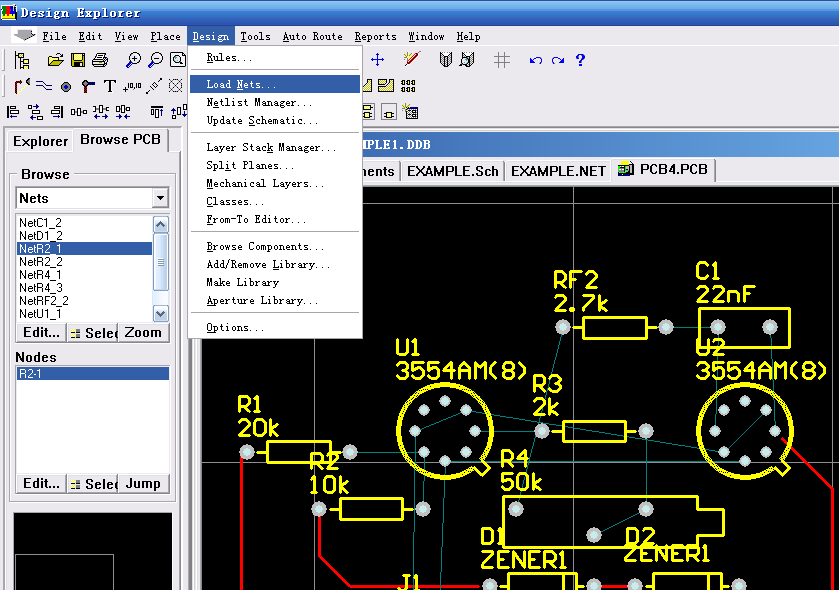 Design Explorer
File Edit View Place Design Tools Auto Route Reports Window Help
Rules...
Load Nets...
Netlist Manager...
Update Schematic...
Layer Stack Manager...
Split Planes...
Mechanical Layers...
Classes...
From-To Editor...
Browse Components...
Add/Remove Library...
Make Library
Aperture Library...
Options...
T
+10,10
?
Explorer Browse PCB
Browse
Nets
NetC1_2
NetD1_2
NetR2_1
NetR2_2
NetR4_1
NetR4_3
NetRF2_2
NetU1_1
Edit... Selec Zoom
Nodes
R2-1
Edit... Selec Jump
MPLE1.DDB
nents EXAMPLE.Sch EXAMPLE.NET PCB4.PCB
RF2
2.7k
C1
22nF
U1
3554AM(8)
U2
3554AM(8)
R3
2k
R1
20k
R2
10k
R4
50k
D1
ZENER1
D2
ZENER1
J1